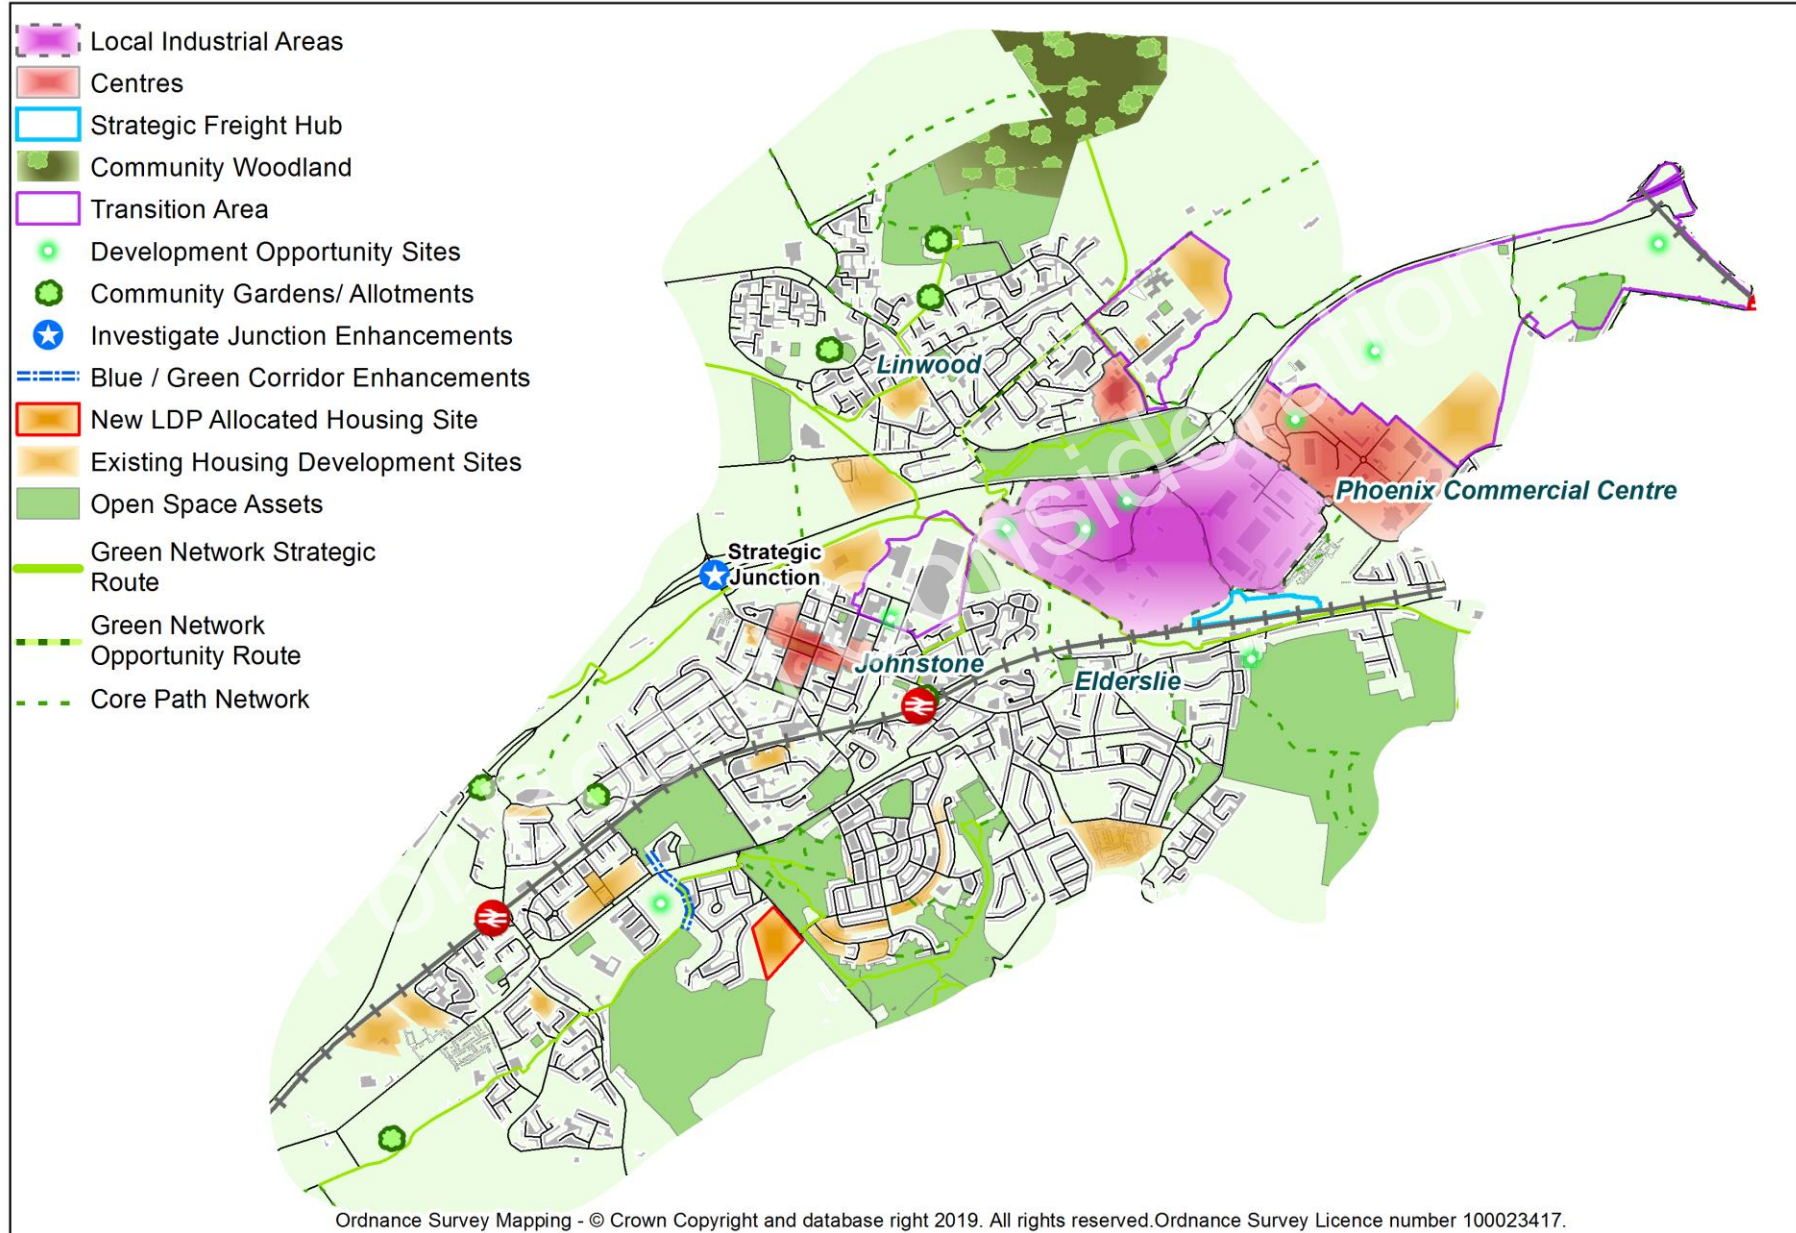 Local Industrial Areas
Centres
Strategic Freight Hub
Community Woodland
Transition Area
Development Opportunity Sites
Community Gardens/ Allotments
Investigate Junction Enhancements
Blue / Green Corridor Enhancements
New LDP Allocated Housing Site
Existing Housing Development Sites
Open Space Assets
Green Network Strategic
Route
Green Network
Opportunity Route
Core Path Network
Linwood
Phoenix Commercial Centre
Strategic
Junction
Johnstone
Elderslie
Ordnance Survey Mapping - © Crown Copyright and database right 2019. All rights reserved.Ordnance Survey Licence number 100023417.